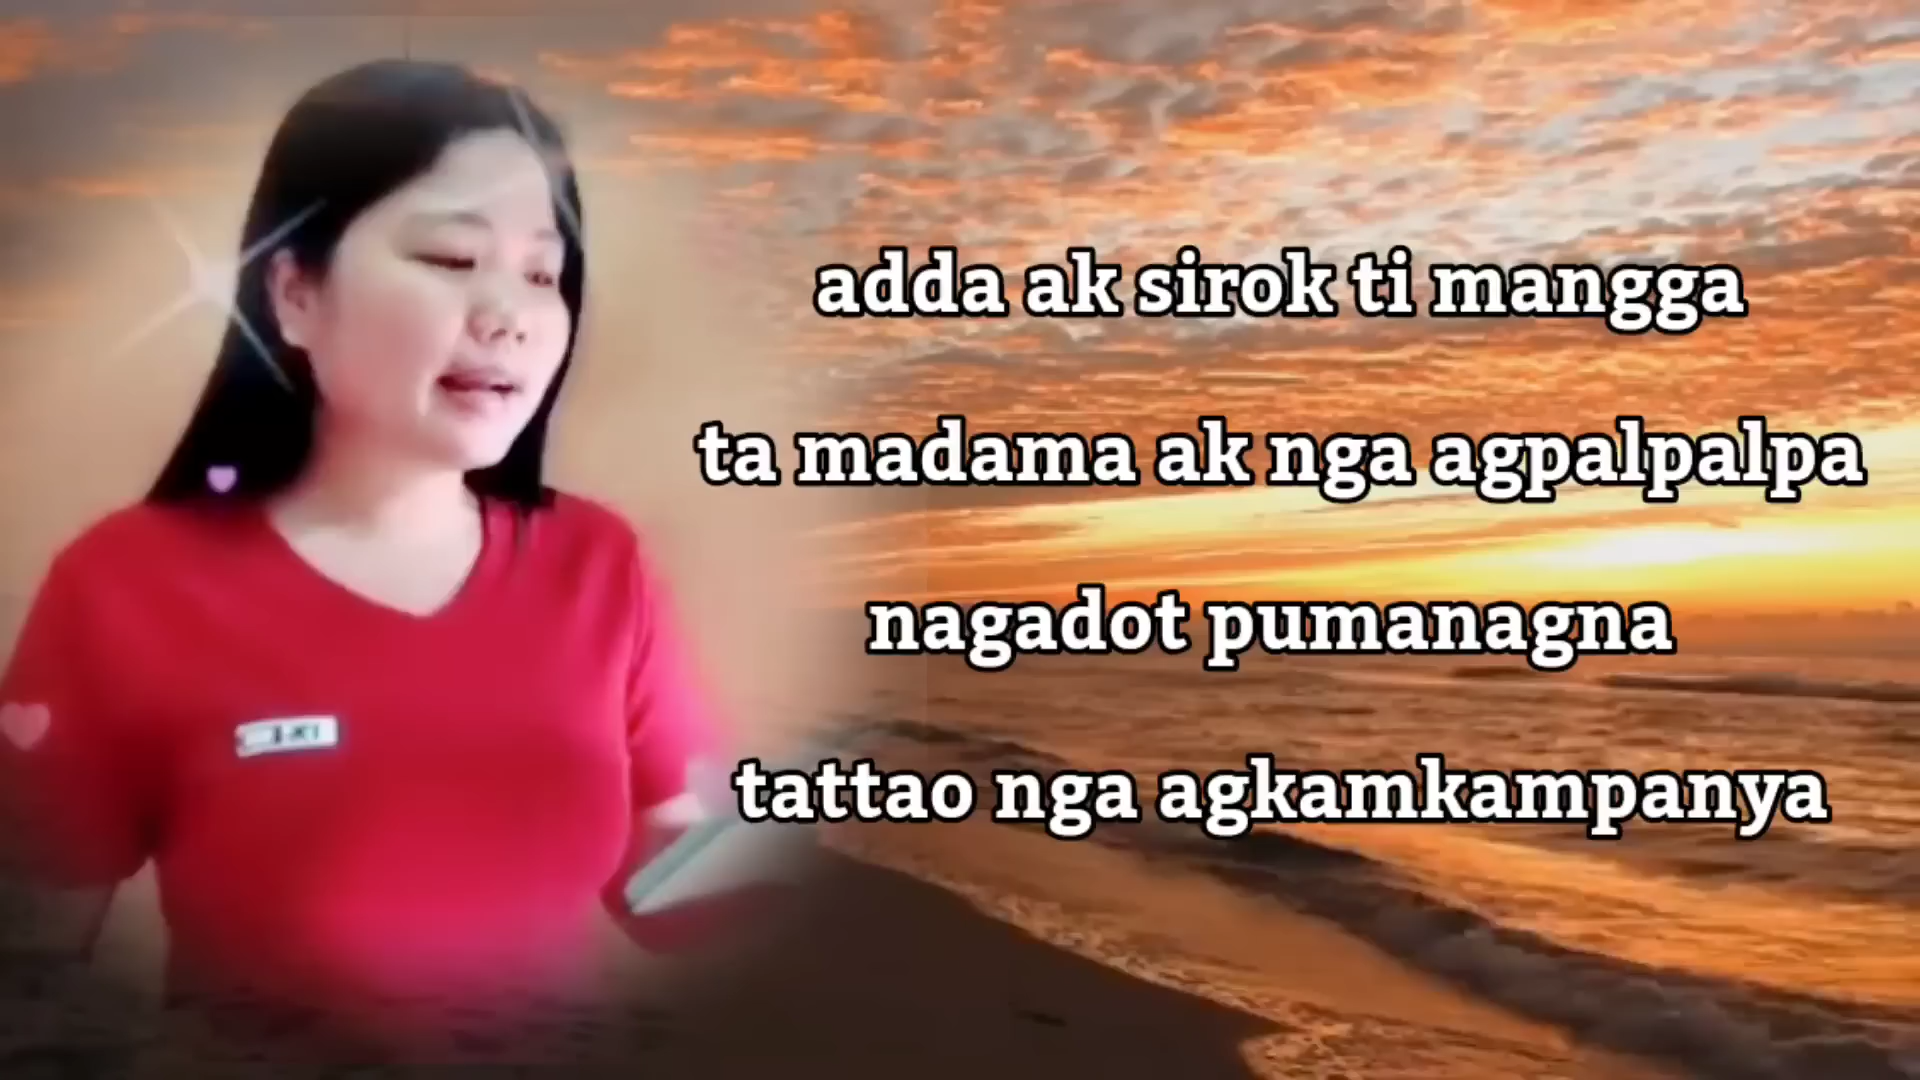 adda ak sirok ti mangga
ta madama ak nga agpalpalpa
nagadot pumanagna
tattao nga agkamkampanya